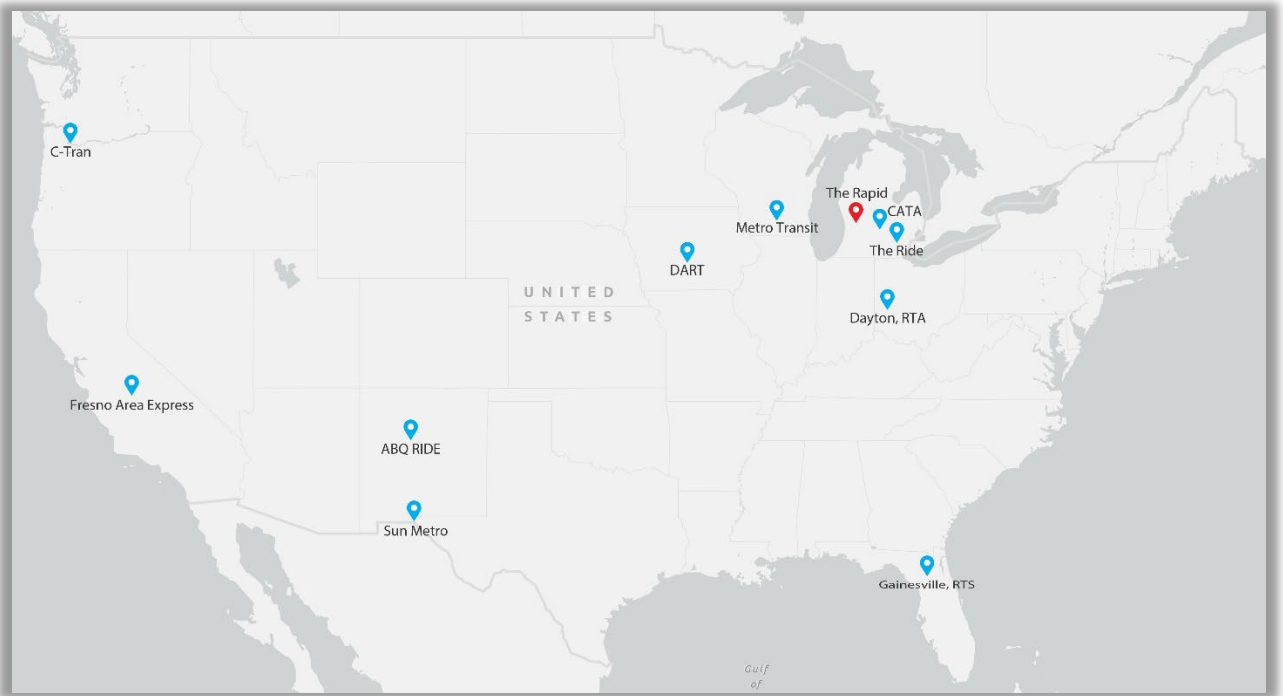 C-Tran
The Rapid
CATA
Metro Transit
The Ride
DART
UNITED
STATES
Dayton, RTA
Fresno Area Express
ABQ RIDE
Sun Metro
Gainesville, RTS
Gulf
of